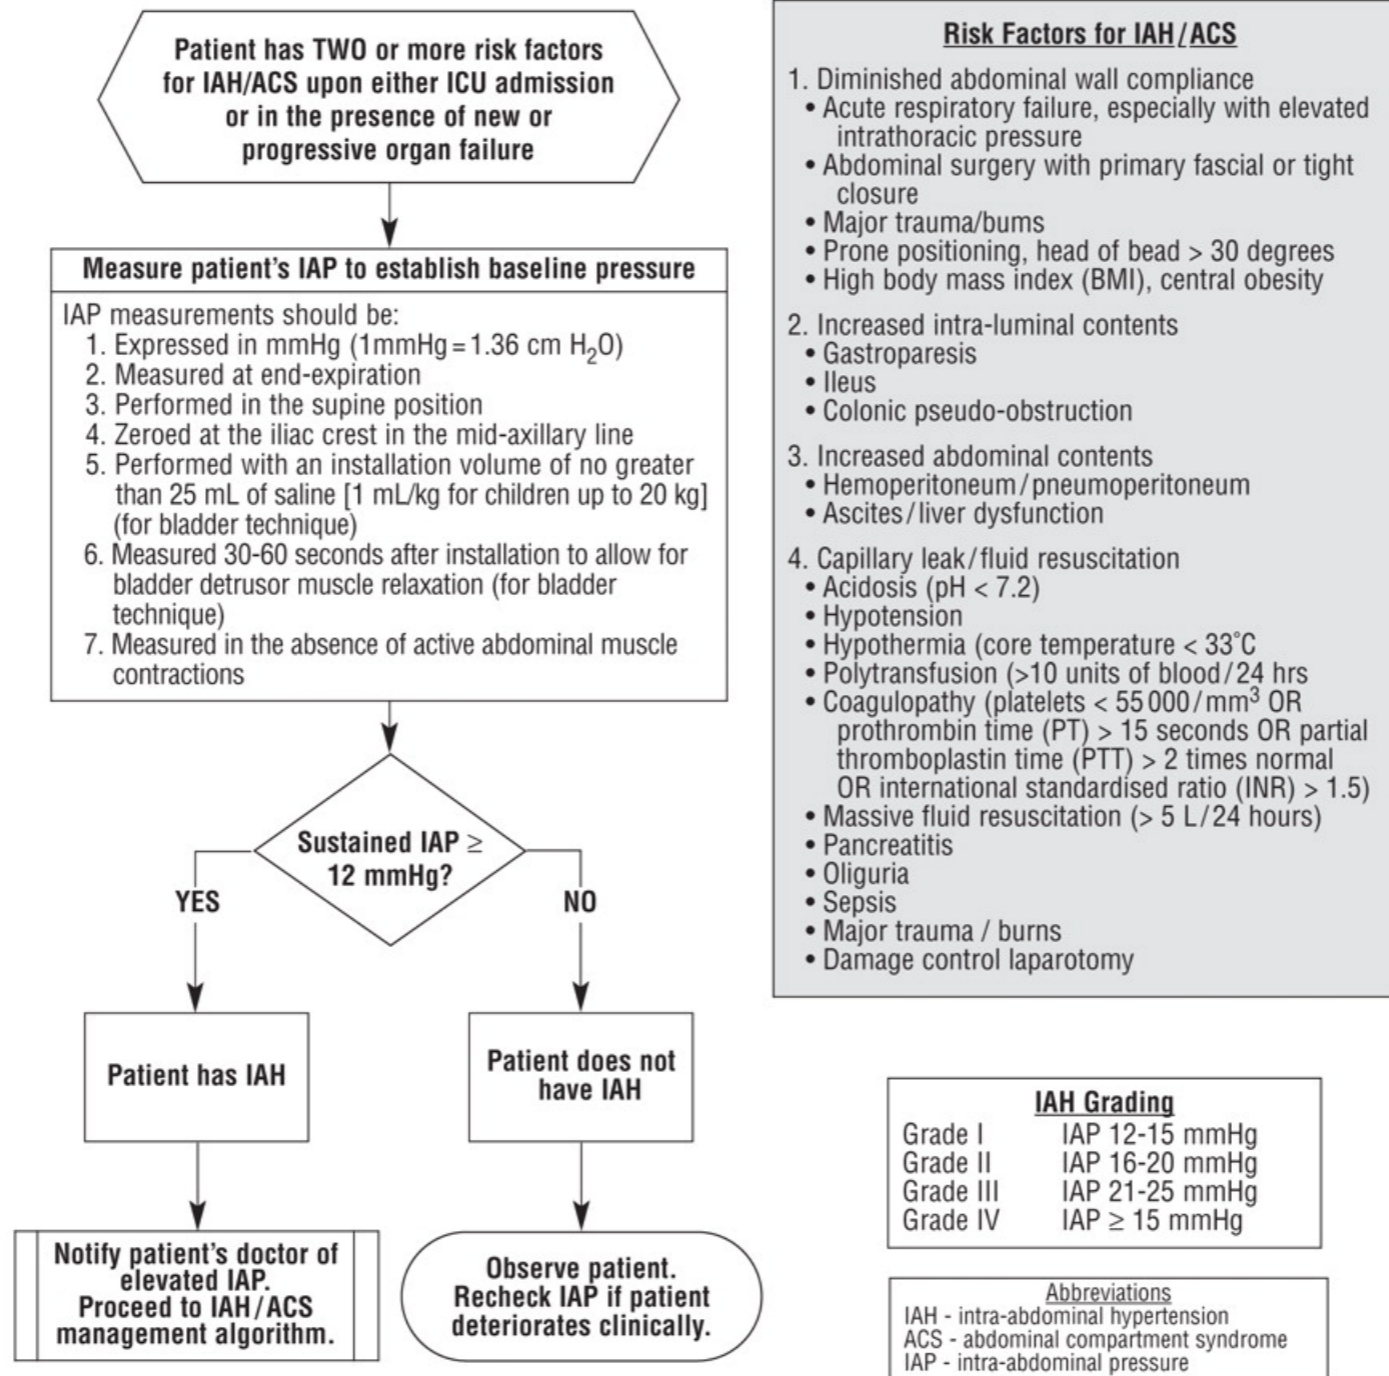 Patient has TWO or more risk factors
for IAH/ACS upon either ICU admission
or in the presence of new or
progressive organ failure
Measure patient's IAP to establish baseline pressure
IAP measurements should be:
1. Expressed in mmHg (1mmHg = 1.36 cm H₂O)
2. Measured at end-expiration
3. Performed in the supine position
4. Zeroed at the iliac crest in the mid-axillary line
5. Performed with an installation volume of no greater
than 25 mL of saline [1 mL/kg for children up to 20 kg]
(for bladder technique)
6. Measured 30-60 seconds after installation to allow for
bladder detrusor muscle relaxation (for bladder
technique)
7. Measured in the absence of active abdominal muscle
contractions
Sustained IAP ≥
12 mmHg?
YES
NO
Patient has IAH
Patient does not
have IAH
Notify patient's doctor of
elevated IAP.
Proceed to IAH/ACS
management algorithm.
Observe patient.
Recheck IAP if patient
deteriorates clinically.
Risk Factors for IAH/ACS
1. Diminished abdominal wall compliance
• Acute respiratory failure, especially with elevated
intrathoracic pressure
• Abdominal surgery with primary fascial or tight
closure
• Major trauma/bums
• Prone positioning, head of bead > 30 degrees
• High body mass index (BMI), central obesity
2. Increased intra-luminal contents
• Gastroparesis
• Ileus
• Colonic pseudo-obstruction
3. Increased abdominal contents
• Hemoperitoneum/pneumoperitoneum
• Ascites/liver dysfunction
4. Capillary leak/fluid resuscitation
• Acidosis (pH < 7.2)
• Hypotension
• Hypothermia (core temperature < 33°C
• Polytransfusion (>10 units of blood/24 hrs
• Coagulopathy (platelets < 55 000/mm³ OR
prothrombin time (PT) > 15 seconds OR partial
thromboplastin time (PTT) > 2 times normal
OR international standardised ratio (INR) > 1.5)
• Massive fluid resuscitation (> 5 L/24 hours)
• Pancreatitis
• Oliguria
• Sepsis
• Major trauma / burns
• Damage control laparotomy
IAH Grading
Grade I IAP 12-15 mmHg
Grade II IAP 16-20 mmHg
Grade III IAP 21-25 mmHg
Grade IV IAP ≥ 15 mmHg
Abbreviations
IAH - intra-abdominal hypertension
ACS - abdominal compartment syndrome
IAP - intra-abdominal pressure